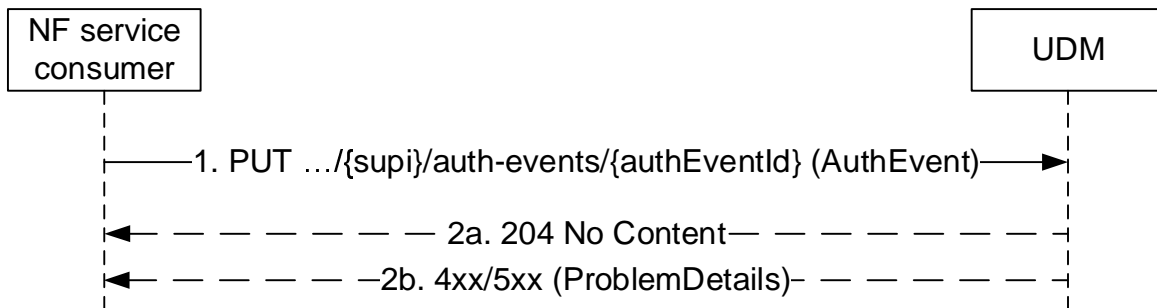 NF service
consumer
UDM
1. PUT …/{supi}/auth-events/{authEventId} (AuthEvent)
2a. 204 No Content
2b. 4xx/5xx (ProblemDetails)